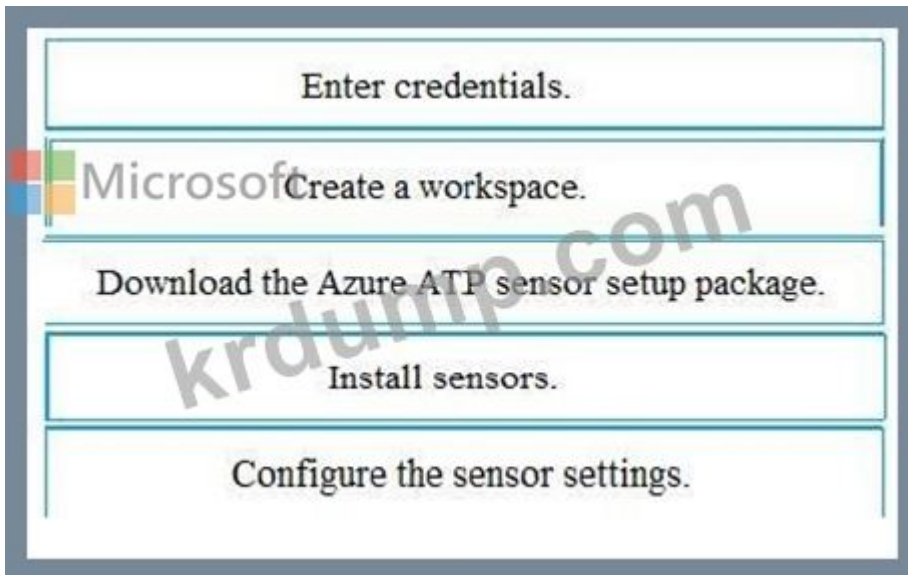 Enter credentials.
Microsoft
Create a workspace.
Download the Azure ATP sensor setup package.
krdump.com
Install sensors.
Configure the sensor settings.